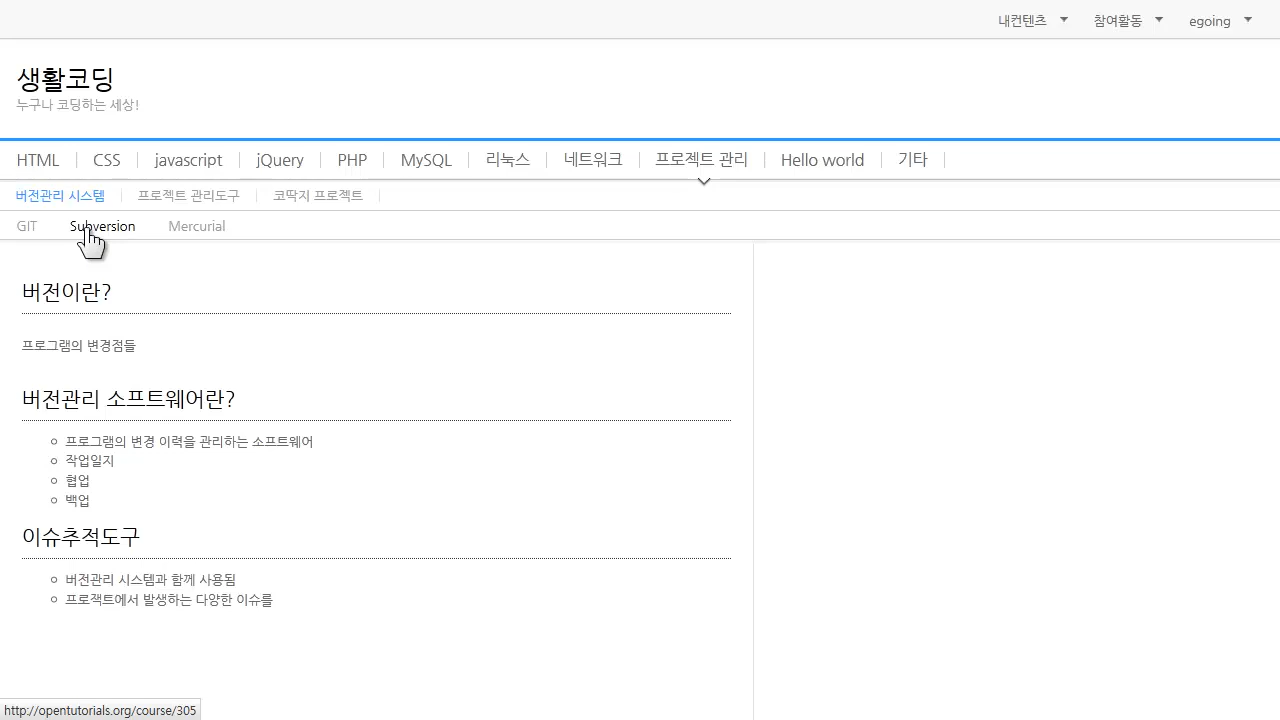 내컨텐츠 참여활동 egoing
생활코딩
누구나 코딩하는 세상!
HTML CSS javascript jQuery PHP MySQL 리눅스 네트워크 프로젝트 관리 Hello world 기타
버전관리 시스템 프로젝트 관리도구 코딱지 프로젝트
GIT Subversion Mercurial
버전이란?
프로그램의 변경점들
버전관리 소프트웨어란?
프로그램의 변경 이력을 관리하는 소프트웨어
작업일지
협업
백업
이슈추적도구
버전관리 시스템과 함께 사용됨
프로잭트에서 발생하는 다양한 이슈를
http://opentutorials.org/course/305